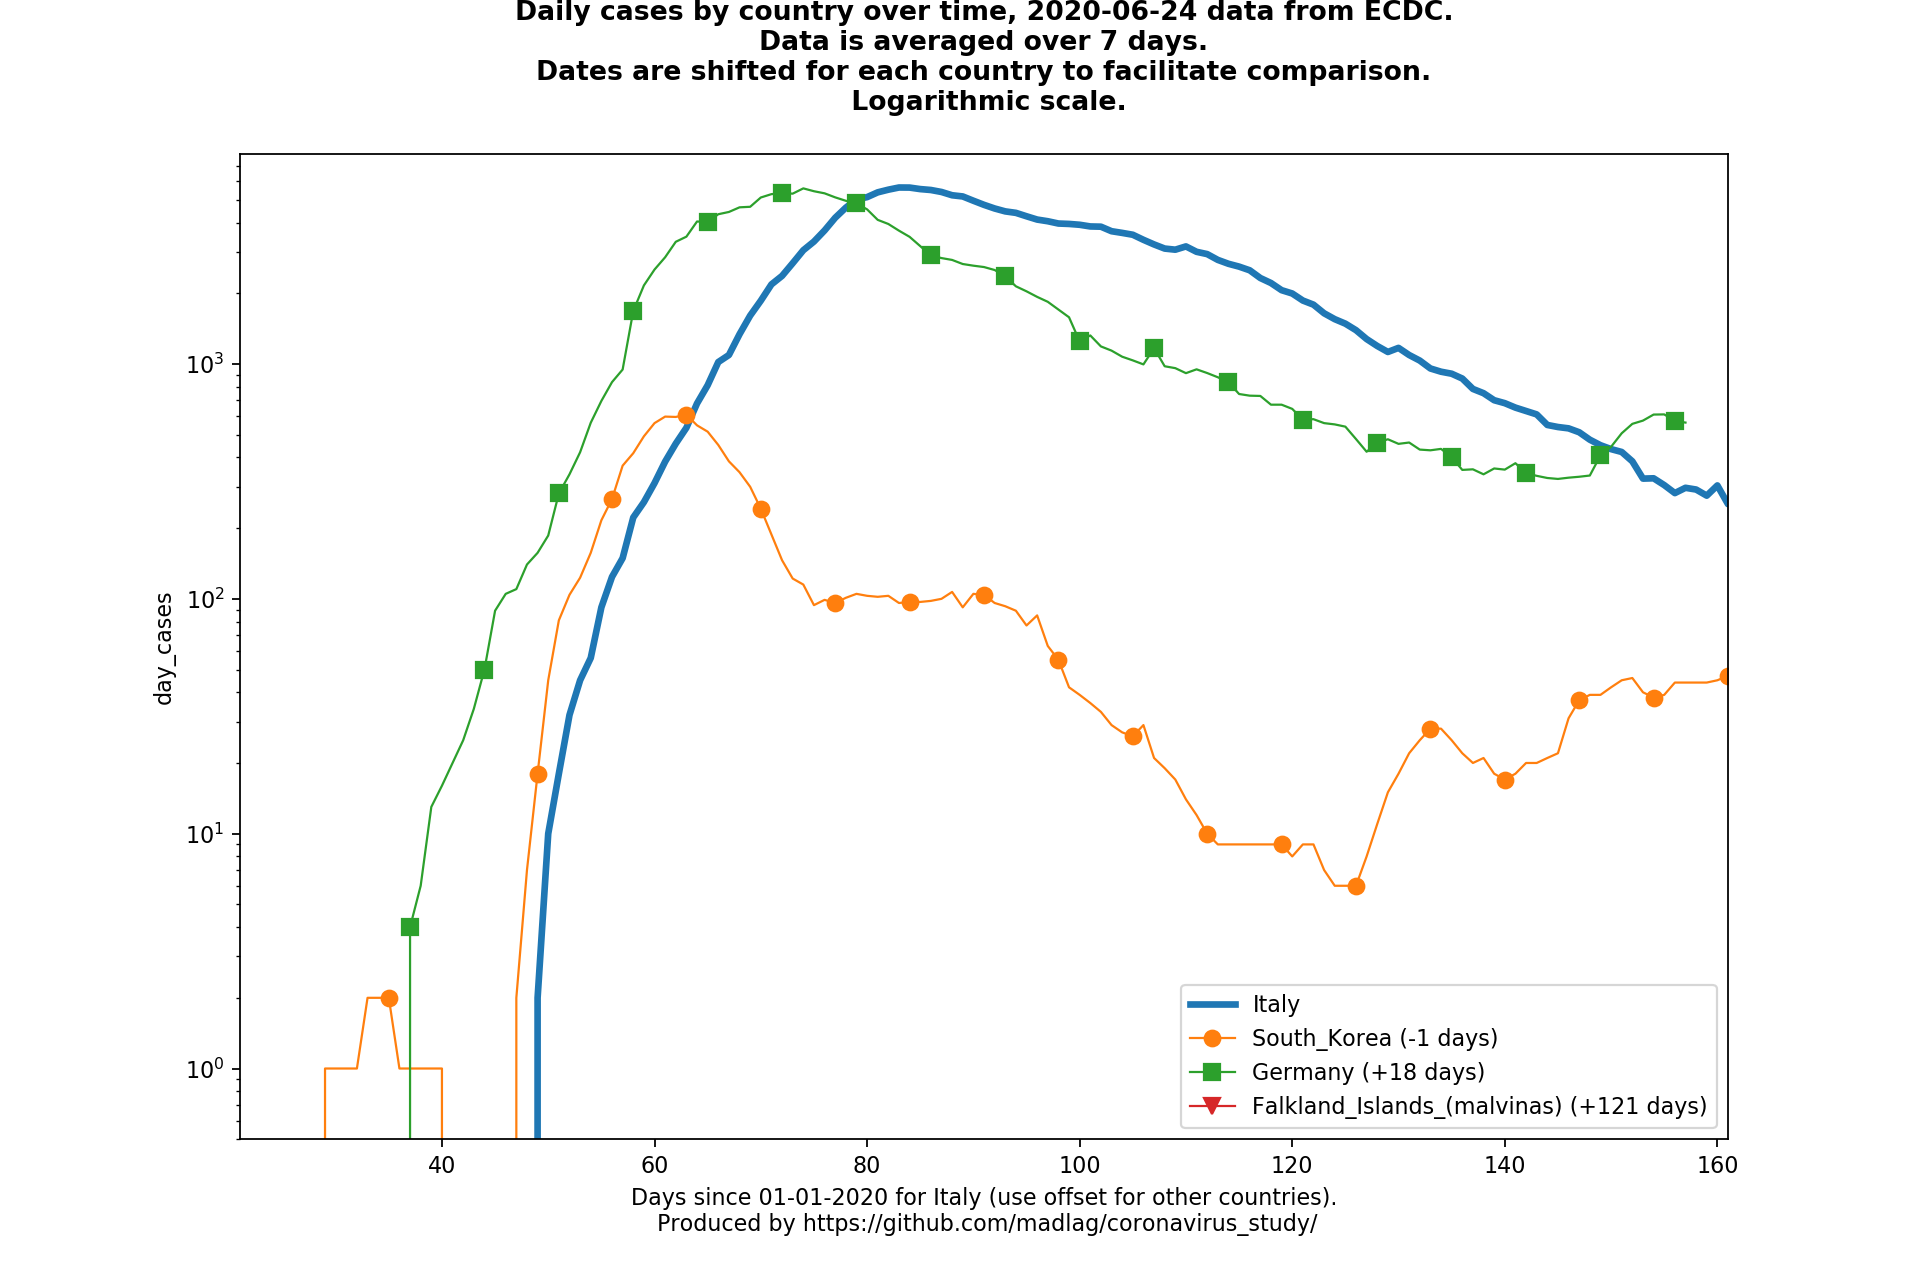 Daily cases by country over time, 2020-06-24 data from ECDC.
Data is averaged over 7 days.
Dates are shifted for each country to facilitate comparison.
Logarithmic scale.
10³
10²
10¹
10⁰
day_cases
Italy
South_Korea (-1 days)
Germany (+18 days)
Falkland_Islands_(malvinas) (+121 days)
40 60 80 100 120 140 160
Days since 01-01-2020 for Italy (use offset for other countries).
Produced by https://github.com/madlag/coronavirus_study/